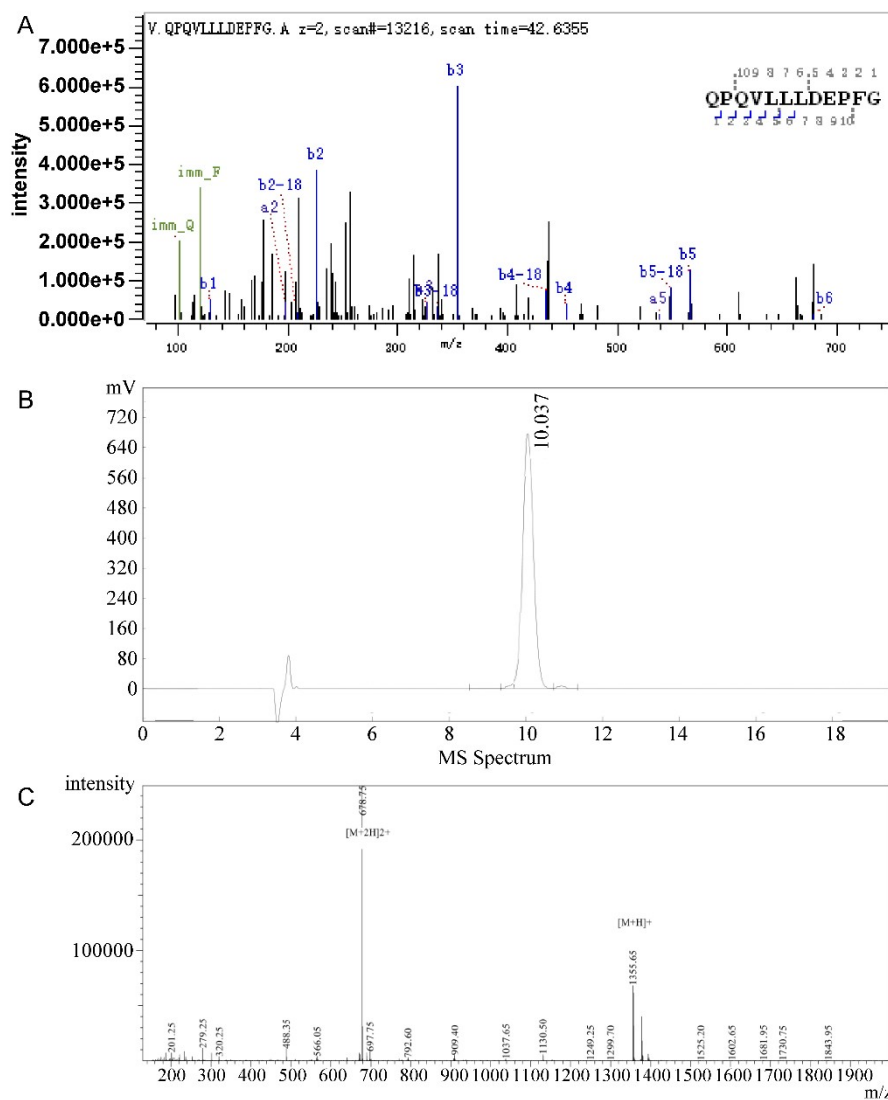 A
V.QPQVLLLDEPFG.A z=2,scan#=13216,scan time=42.6355
7.000e+5
6.000e+5
5.000e+5
4.000e+5
3.000e+5
2.000e+5
1.000e+5
0.000e+0
intensity
imm_Q
imm_F
b1
a2
b2-18
b2
b3-18
b3
b4-18
b4
a5
b5-18
b5
b6
10 9 8 7 6 5 4 3 2 1
QPQVLLLDEPFG
1 2 3 4 5 6 7 8 9 10
100 200 300 400 500 600 700
m/z
B
mV
720
640
560
480
400
320
240
160
80
0
10.037
0 2 4 6 8 10 12 14 16 18
MS Spectrum
C
intensity
200000
100000
678.75
[M+2H]2+
[M+H]+
1355.65
201.25
279.25
320.25
488.35
566.05
697.75
792.60
909.40
1037.65
1130.50
1249.25
1299.70
1525.20
1602.65
1681.95
1730.75
1843.95
200 300 400 500 600 700 800 900 1000 1100 1200 1300 1400 1500 1600 1700 1800 1900
m/z